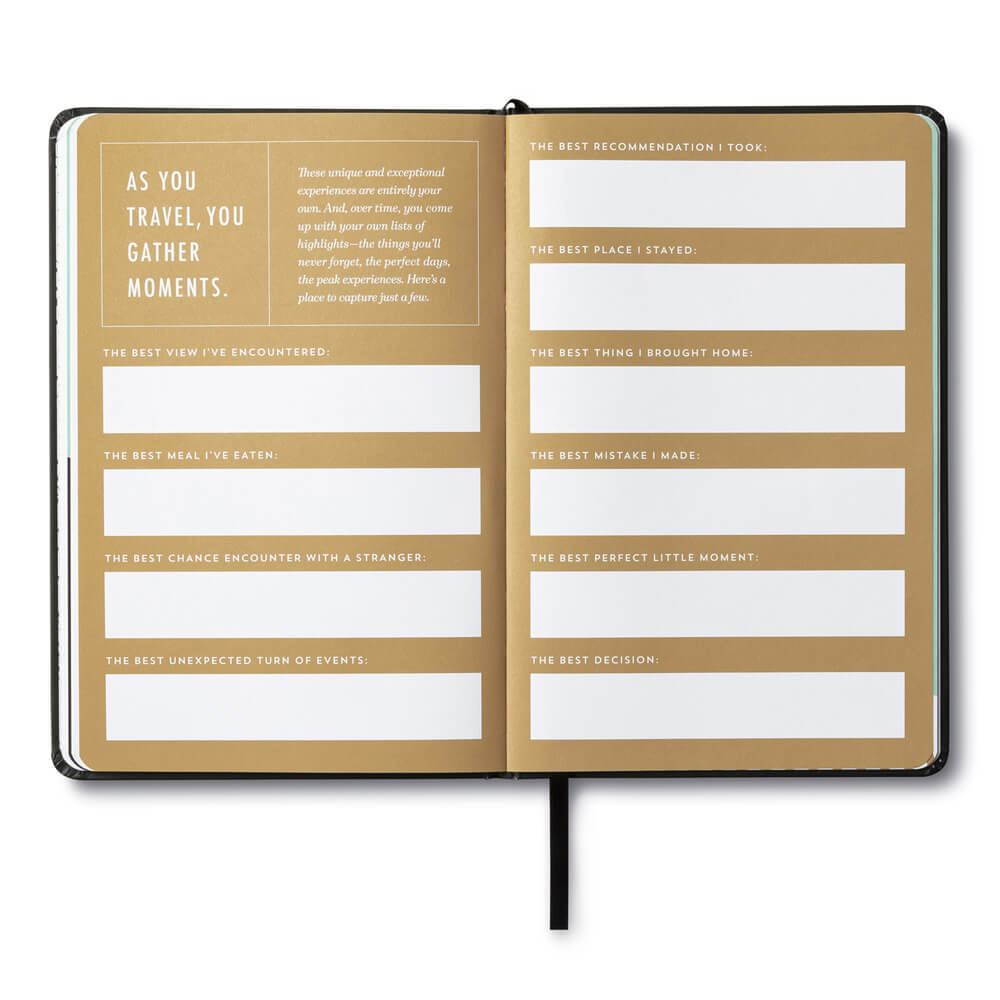 AS YOU
TRAVEL, YOU
GATHER
MOMENTS.
These unique and exceptional
experiences are entirely your
own. And, over time, you come
up with your own lists of
highlights—the things you'll
never forget, the perfect days,
the peak experiences. Here's a
place to capture just a few.
THE BEST VIEW I'VE ENCOUNTERED:
THE BEST MEAL I'VE EATEN:
THE BEST CHANCE ENCOUNTER WITH A STRANGER:
THE BEST UNEXPECTED TURN OF EVENTS:
THE BEST RECOMMENDATION I TOOK:
THE BEST PLACE I STAYED:
THE BEST THING I BROUGHT HOME:
THE BEST MISTAKE I MADE:
THE BEST PERFECT LITTLE MOMENT:
THE BEST DECISION: